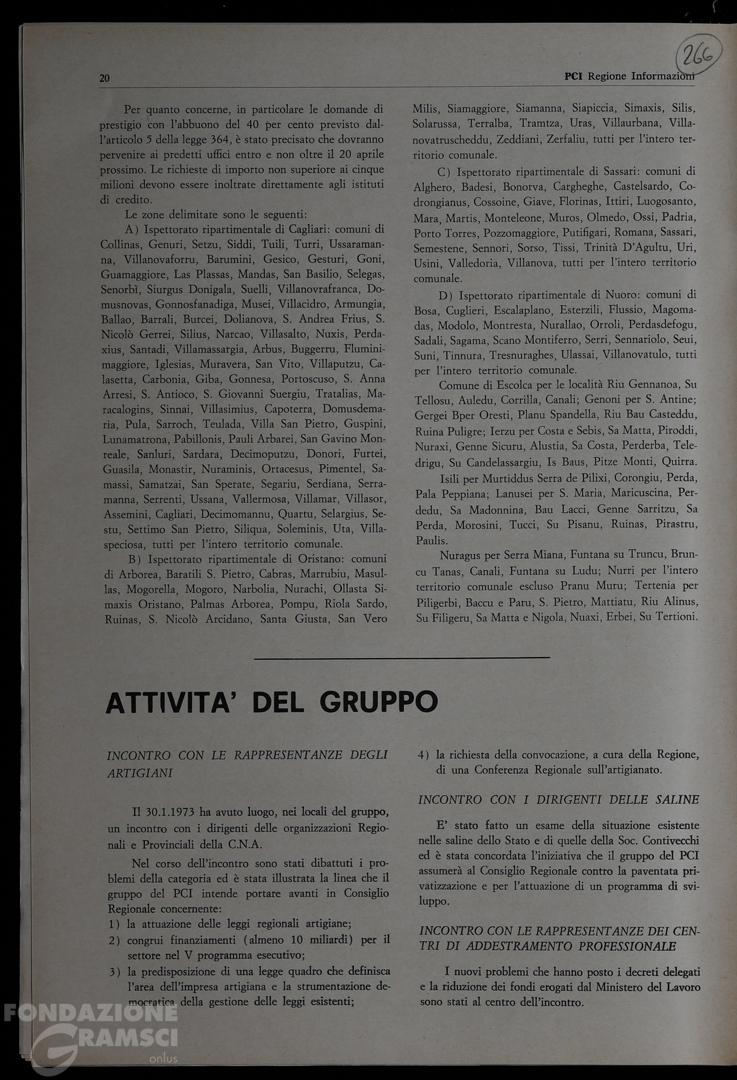 266
20
PCI Regione Informazioni
Per quanto concerne, in particolare le domande di
prestigio con l'abbuono del 40 per cento previsto dal-
l'articolo 5 della legge 364, è stato precisato che dovranno
pervenire ai predetti uffici entro e non oltre il 20 aprile
prossimo. Le richieste di importo non superiore ai cinque
milioni devono essere inoltrate direttamente agli istituti
di credito.
Le zone delimitate sono le seguenti:
A) Ispettorato ripartimentale di Cagliari: comuni di
Collinas, Genuri, Setzu, Siddi, Tuili, Turri, Ussaraman-
na, Villanovaforru, Barumini, Gesico, Gesturi, Goni,
Guamaggiore, Las Plassas, Mandas, San Basilio, Selegas,
Senorbì, Siurgus Donigala, Suelli, Villanovrafranca, Do-
musnovas, Gonnosfanadiga, Musei, Villacidro, Armungia,
Ballao, Barrali, Burcei, Dolianova, S. Andrea Frius, S.
Nicolò Gerrei, Silius, Narcao, Villasalto, Nuxis, Perda-
xius, Santadi, Villamassargia, Arbus, Buggerru, Flumini-
maggiore, Iglesias, Muravera, San Vito, Villaputzu, Ca-
lasetta, Carbonia, Giba, Gonnesa, Portoscuso, S. Anna
Arresi, S. Antioco, S. Giovanni Suergiu, Tratalias, Ma-
racalogins, Sinnai, Villasimius, Capoterra, Domusdema-
ria, Pula, Sarroch, Teulada, Villa San Pietro, Guspini,
Lunamatrona, Pabillonis, Pauli Arbarei, San Gavino Mon-
reale, Sanluri, Sardara, Decimoputzu, Donori, Furtei,
Guasila, Monastir, Nuraminis, Ortacesus, Pimentel, Sa-
massi, Samatzai, San Sperate, Segariu, Serdiana, Serra-
manna, Serrenti, Ussana, Vallermosa, Villamar, Villasor,
Assemini, Cagliari, Decimomannu, Quartu, Selargius, Se-
stu, Settimo San Pietro, Siliqua, Soleminis, Uta, Villa-
speciosa, tutti per l'intero territorio comunale.
B) Ispettorato ripartimentale di Oristano: comuni
di Arborea, Baratili S. Pietro, Cabras, Marrubiu, Masul-
las, Mogorella, Mogoro, Narbolia, Nurachi, Ollasta Si-
maxis Oristano, Palmas Arborea, Pompu, Riola Sardo,
Ruinas, S. Nicolò Arcidano, Santa Giusta, San Vero
Milis, Siamaggiore, Siamanna, Siapiccia, Simaxis, Silis,
Solarussa, Terralba, Tramtza, Uras, Villaurbana, Villa-
novatruscheddu, Zeddiani, Zerfaliu, tutti per l'intero ter-
ritorio comunale.
C) Ispettorato ripartimentale di Sassari: comuni di
Alghero, Badesi, Bonorva, Cargheghe, Castelsardo, Co-
drongianus, Cossoine, Giave, Florinas, Ittiri, Luogosanto,
Mara, Martis, Monteleone, Muros, Olmedo, Ossi, Padria,
Porto Torres, Pozzomaggiore, Putifigari, Romana, Sassari,
Semestene, Sennori, Sorso, Tissi, Trinità D'Agultu, Uri,
Usini, Valledoria, Villanova, tutti per l'intero territorio
comunale.
D) Ispettorato ripartimentale di Nuoro: comuni di
Bosa, Cuglieri, Escalaplano, Esterzili, Flussio, Magoma-
das, Modolo, Montresta, Nurallao, Orroli, Perdasdefogu,
Sadali, Sagama, Scano Montiferro, Serri, Sennariolo, Seui,
Suni, Tinnura, Tresnuraghes, Ulassai, Villanovatulo, tutti
per l'intero territorio comunale.
Comune di Escolca per le località Riu Gennanoa, Su
Tellosu, Auledu, Corrilla, Canali; Genoni per S. Antine;
Gergei Bper Oresti, Planu Spandella, Riu Bau Casteddu,
Ruina Puligre; Ierzu per Costa e Sebis, Sa Matta, Piroddi,
Nuraxi, Genne Sicuru, Alustia, Sa Costa, Perderba, Tele-
drigu, Su Candelassargiu, Is Baus, Pitze Monti, Quirra.
Isili per Murtiddus Serra de Pilixi, Corongiu, Perda,
Pala Peppiana; Lanusei per S. Maria, Maricuscina, Per-
dedu, Sa Madonnina, Bau Lacci, Genne Sarritzu, Sa
Perda, Morosini, Tucci, Su Pisanu, Ruinas, Pirastru,
Paulis.
Nuragus per Serra Miana, Funtana su Truncu, Brun-
cu Tanas, Canali, Funtana su Ludu; Nurri per l'intero
territorio comunale escluso Pranu Muru; Tertenia per
Piligerbi, Baccu e Paru, S. Pietro, Mattiatu, Riu Alinus,
Su Filigeru, Sa Matta e Nigola, Nuaxi, Erbei, Su Tertioni.
ATTIVITA' DEL GRUPPO
INCONTRO CON LE RAPPRESENTANZE DEGLI
ARTIGIANI
Il 30.1.1973 ha avuto luogo, nei locali del gruppo,
un incontro con i dirigenti delle organizzazioni Regio-
nali e Provinciali della C.N.A.
Nel corso dell'incontro sono stati dibattuti i pro-
blemi della categoria ed è stata illustrata la linea che il
gruppo del PCI intende portare avanti in Consiglio
Regionale concernente:
1) la attuazione delle leggi regionali artigiane;
2) congrui finanziamenti (almeno 10 miliardi) per il
settore nel V programma esecutivo;
3) la predisposizione di una legge quadro che definisca
l'area dell'impresa artigiana e la strumentazione de-
mocratica della gestione delle leggi esistenti;
4) la richiesta della convocazione, a cura della Regione,
di una Conferenza Regionale sull'artigianato.
INCONTRO CON I DIRIGENTI DELLE SALINE
E' stato fatto un esame della situazione esistente
nelle saline dello Stato e di quelle della Soc. Contivecchi
ed è stata concordata l'iniziativa che il gruppo del PCI
assumerà al Consiglio Regionale contro la paventata pri-
vatizzazione e per l'attuazione di un programma di svi-
luppo.
INCONTRO CON LE RAPPRESENTANZE DEI CEN-
TRI DI ADDESTRAMENTO PROFESSIONALE
I nuovi problemi che hanno posto i decreti delegati
e la riduzione dei fondi erogati dal Ministero del Lavoro
sono stati al centro dell'incontro.
FONDAZIONE
GRAMSCI
onlus